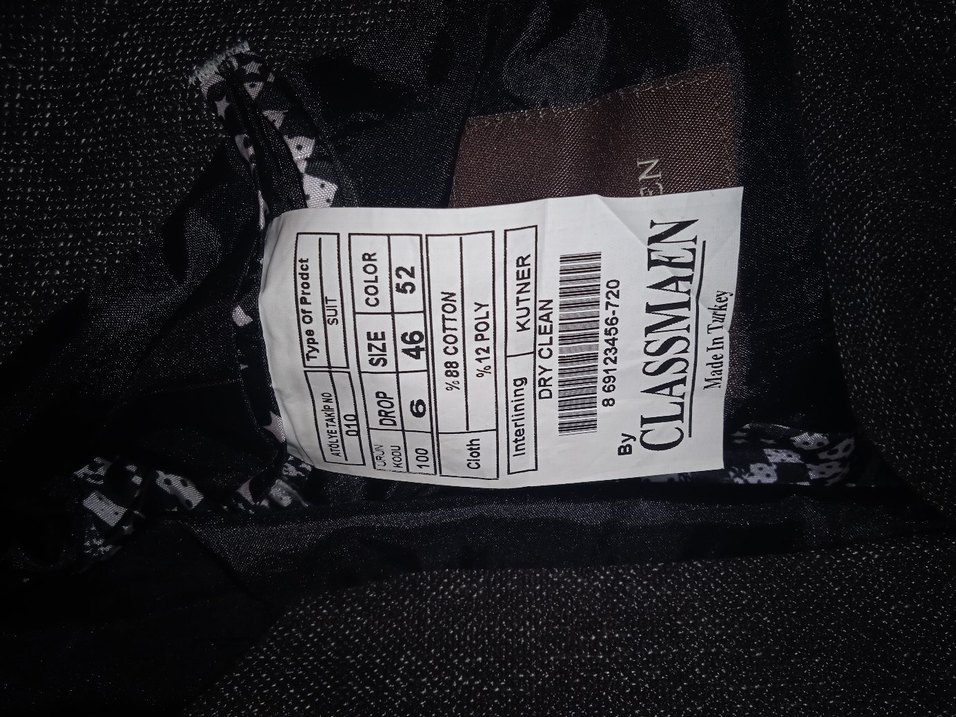 Type Of Prodct
SUIT
ATÖLYE TAKİP NO
010
ÜRÜN KODU DROP SIZE COLOR
100 6 46 52
Cloth
% 88 COTTON
% 12 POLY
Interlining KUTNER
DRY CLEAN
8 69123456-720
By
CLASSMAEN
Made In Turkey
EN